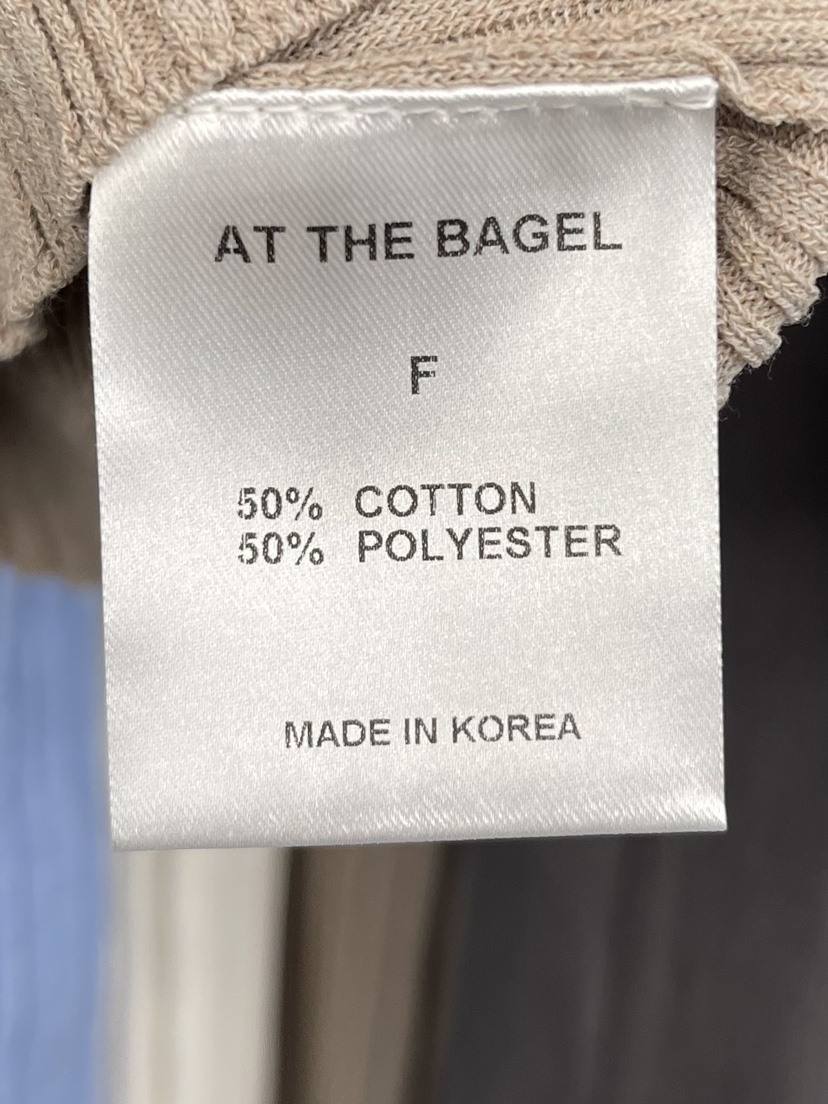 AT THE BAGEL
F
50% COTTON
50% POLYESTER
MADE IN KOREA